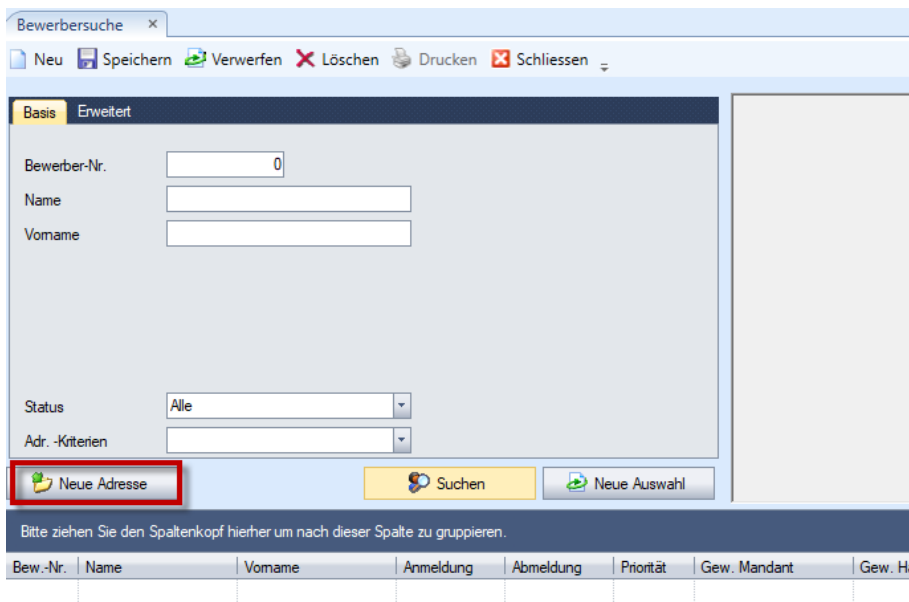 Bewerbersuche ×
Neu Speichern Verwerfen Löschen Drucken Schliessen
Basis Erweitert
Bewerber-Nr. 0
Name
Vorname
Status Alle
Adr. -Kriterien
Neue Adresse Suchen Neue Auswahl
Bitte ziehen Sie den Spaltenkopf hierher um nach dieser Spalte zu gruppieren.
Bew.-Nr. Name Vorname Anmeldung Abmeldung Priorität Gew. Mandant Gew. Ha